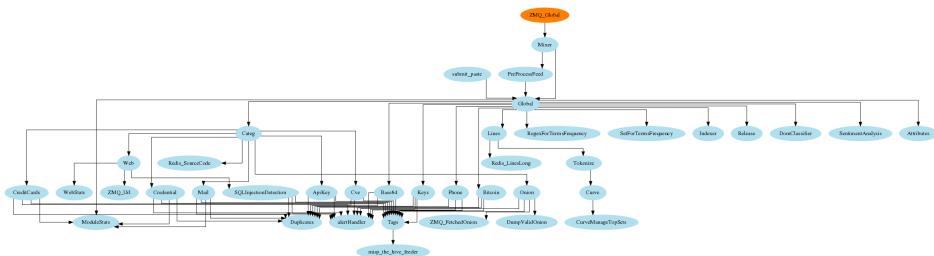 ZMQ_Global
Mixer
submit_paste
PreProcessFeed
Global
Categ
Lines
RegexForTermsFrequency
SetForTermsFrequency
Indexer
Release
DomClassifier
SentimentAnalysis
Attributes
Web
Redis_SourceCode
Redis_LinesLong
Tokenize
CreditCards
WebStats
Credential
Mail
SQLInjectionDetection
ApiKey
Cve
Base64
Keys
Phone
Bitcoin
Onion
Curve
ModuleStats
Duplicates
alertHandler
Tags
ZMQ_FetchedOnion
DumpValidOnion
CurveManageTopSets
misp_the_hive_feeder